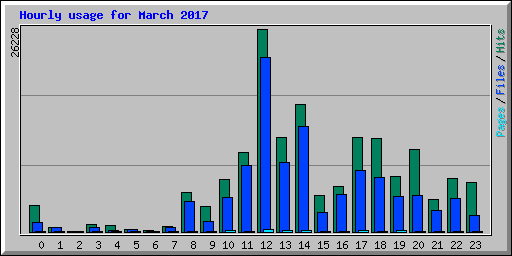 Hourly usage for March 2017
26228
Pages/Files/Hits
0 1 2 3 4 5 6 7 8 9 10 11 12 13 14 15 16 17 18 19 20 21 22 23